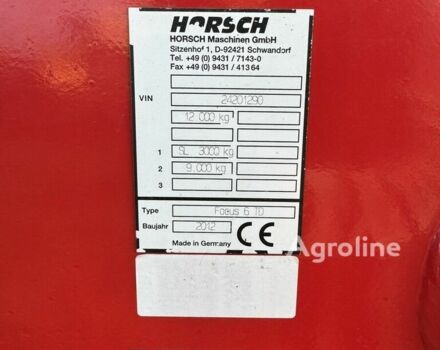 HORSCH
HORSCH Maschinen GmbH
Sitzenhof 1, D-92421 Schwandorf
Tel. +49 (0) 9431 / 7143-0
Fax +49 (0) 9431 / 41364
VIN 24201290
12.000 kg
1 SL 3000 kg
2 9.000 kg
3
Type Focus 6 TD
Baujahr 2012
Made in Germany CE
Agroline